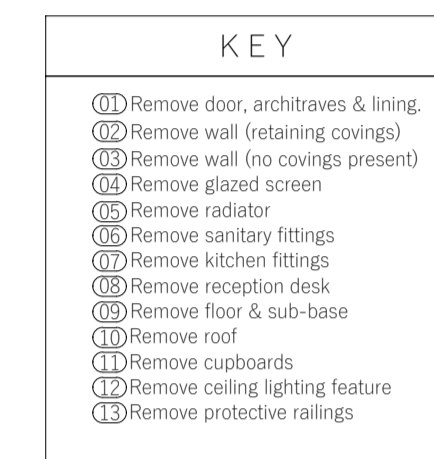 KEY
01 Remove door, architraves & lining.
02 Remove wall (retaining covings)
03 Remove wall (no covings present)
04 Remove glazed screen
05 Remove radiator
06 Remove sanitary fittings
07 Remove kitchen fittings
08 Remove reception desk
09 Remove floor & sub-base
10 Remove roof
11 Remove cupboards
12 Remove ceiling lighting feature
13 Remove protective railings